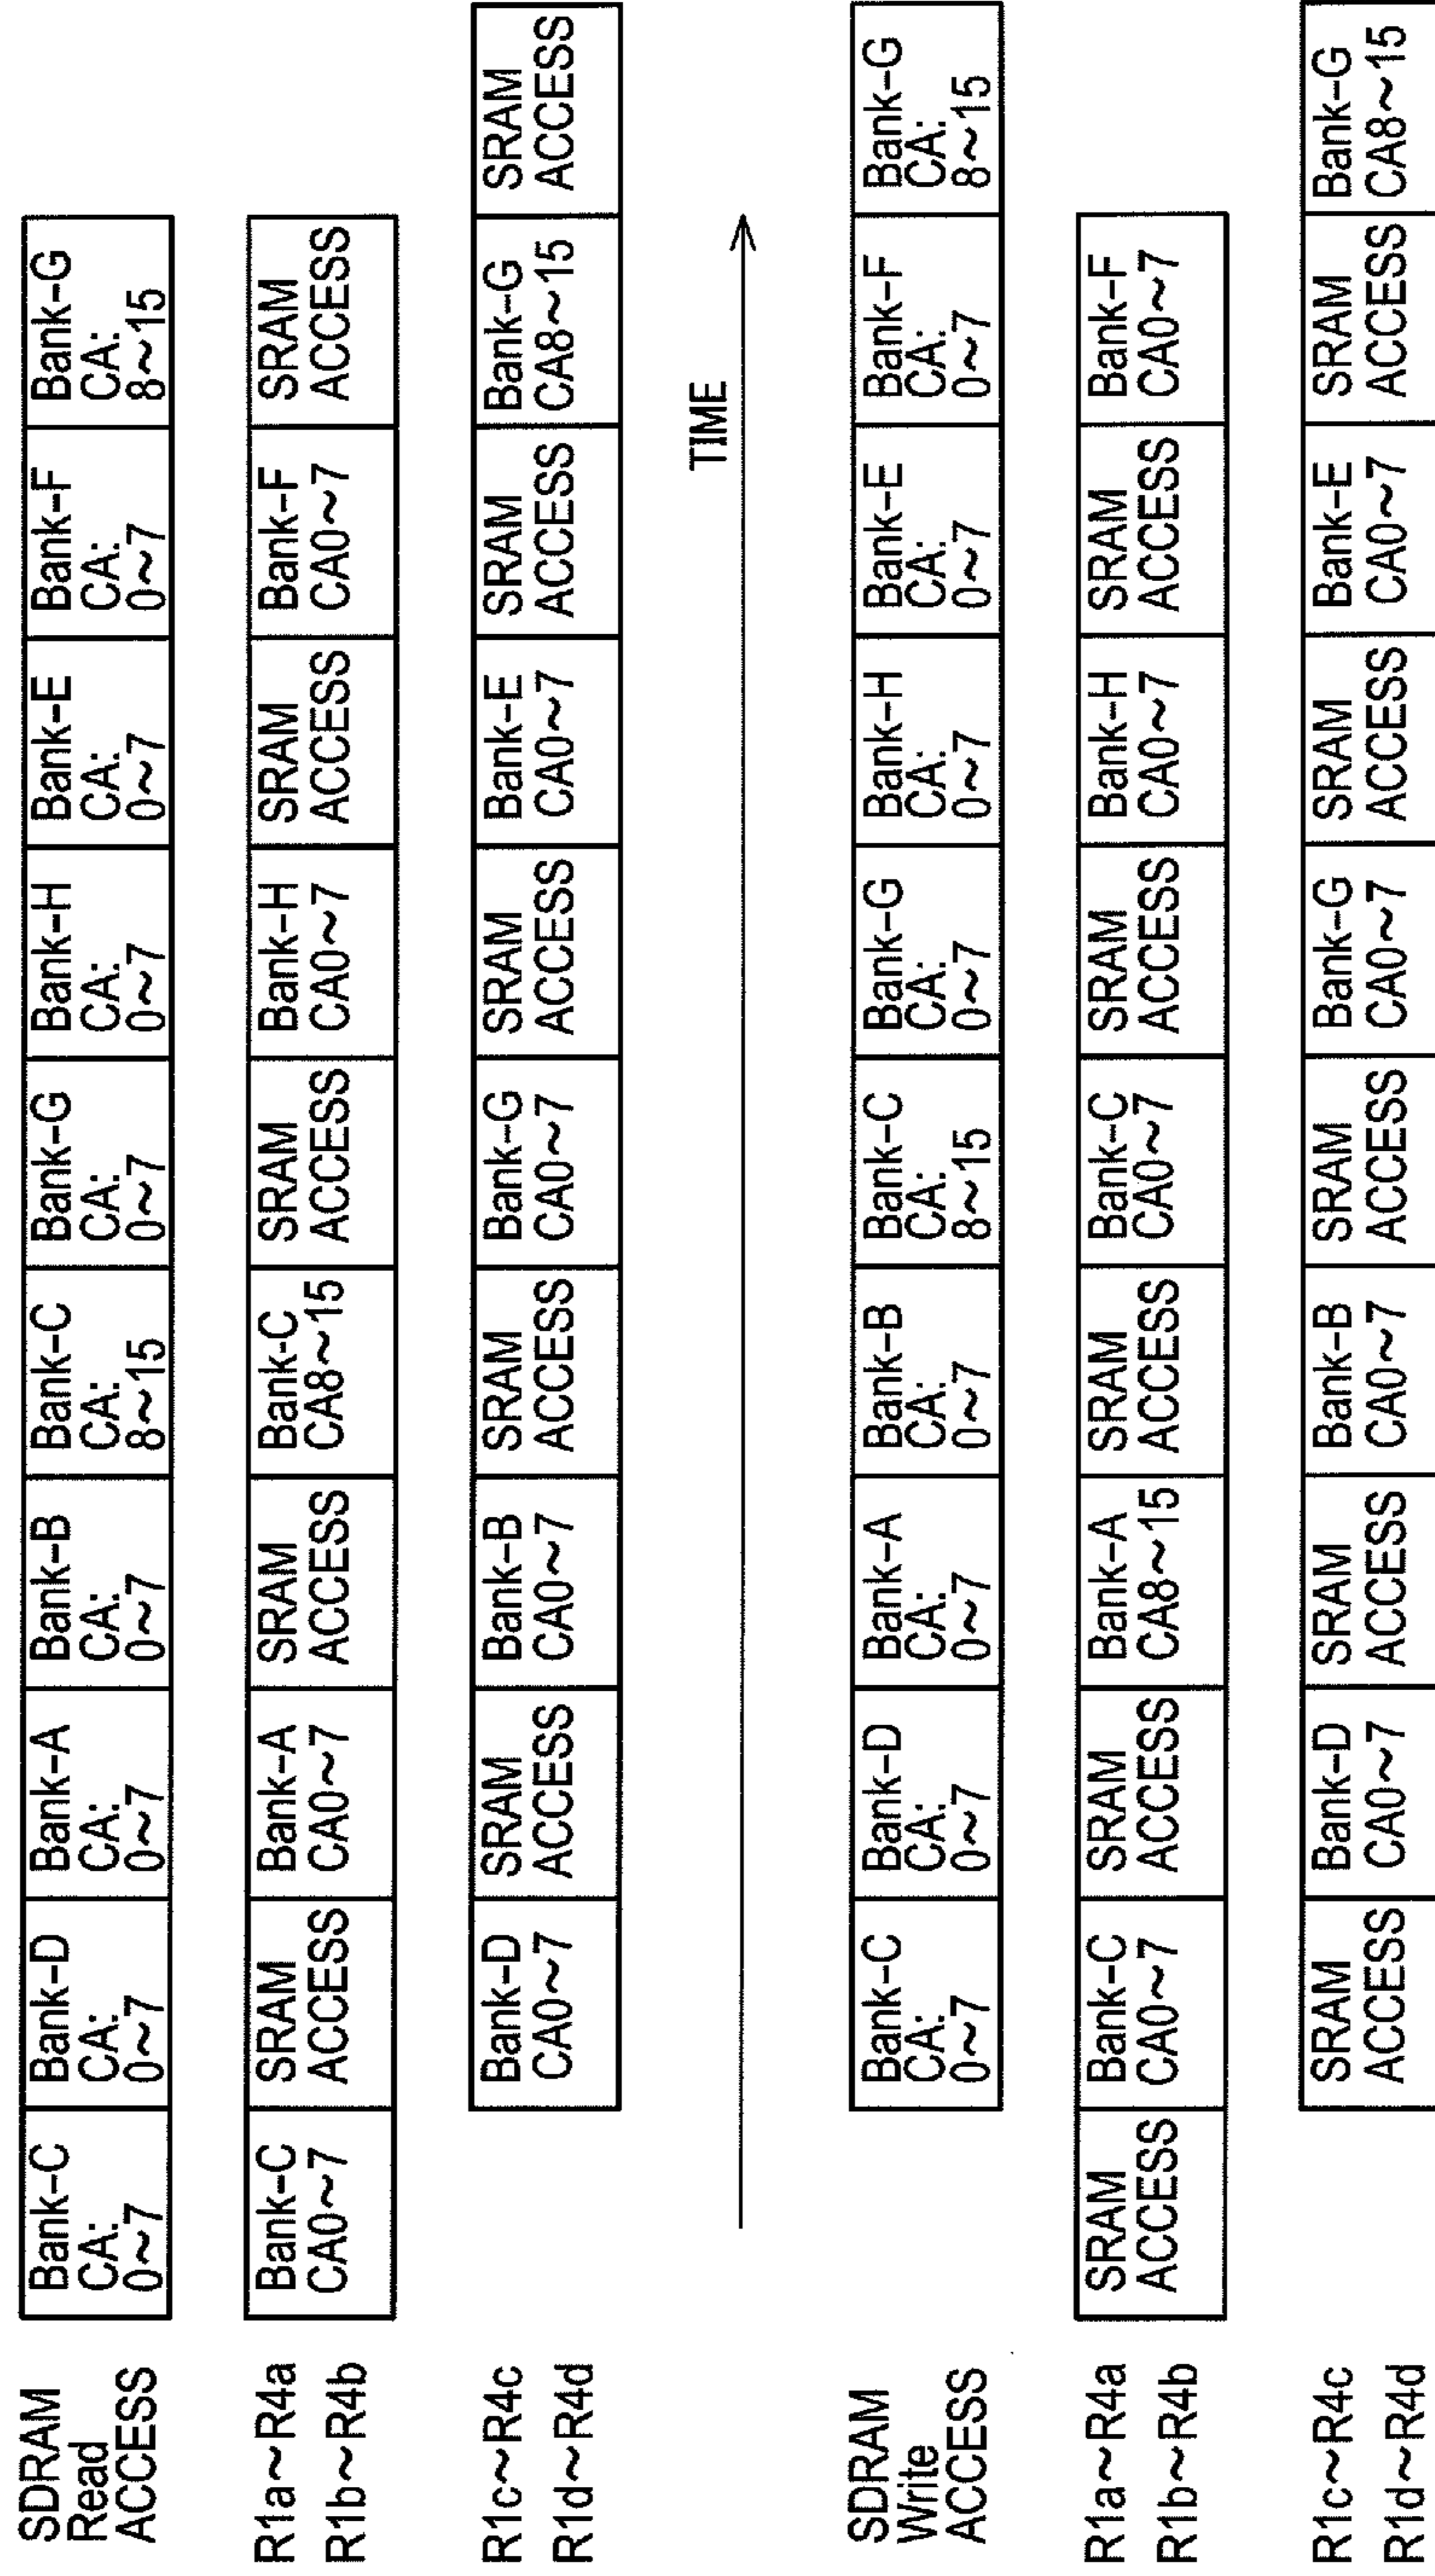 SDRAM
Read
ACCESS
Bank-C
CA:
0~7
Bank-D
CA:
0~7
Bank-A
CA:
0~7
Bank-B
CA:
0~7
Bank-C
CA:
8~15
Bank-G
CA:
0~7
Bank-H
CA:
0~7
Bank-E
CA:
0~7
Bank-F
CA:
0~7
Bank-G
CA:
8~15
R1a~R4a
R1b~R4b
Bank-C
CA0~7
SRAM
ACCESS
Bank-A
CA0~7
SRAM
ACCESS
Bank-C
CA8~15
SRAM
ACCESS
Bank-H
CA0~7
SRAM
ACCESS
Bank-F
CA0~7
SRAM
ACCESS
R1c~R4c
R1d~R4d
Bank-D
CA0~7
SRAM
ACCESS
Bank-B
CA0~7
SRAM
ACCESS
Bank-G
CA0~7
SRAM
ACCESS
Bank-E
CA0~7
SRAM
ACCESS
Bank-G
CA8~15
SRAM
ACCESS
TIME
SDRAM
Write
ACCESS
Bank-C
CA:
0~7
Bank-D
CA:
0~7
Bank-A
CA:
0~7
Bank-B
CA:
0~7
Bank-C
CA:
8~15
Bank-G
CA:
0~7
Bank-H
CA:
0~7
Bank-E
CA:
0~7
Bank-F
CA:
0~7
Bank-G
CA:
8~15
R1a~R4a
R1b~R4b
SRAM
ACCESS
Bank-C
CA0~7
SRAM
ACCESS
Bank-A
CA8~15
SRAM
ACCESS
Bank-C
CA0~7
SRAM
ACCESS
Bank-H
CA0~7
SRAM
ACCESS
Bank-F
CA0~7
R1c~R4c
R1d~R4d
SRAM
ACCESS
Bank-D
CA0~7
SRAM
ACCESS
Bank-B
CA0~7
SRAM
ACCESS
Bank-G
CA0~7
SRAM
ACCESS
Bank-E
CA0~7
SRAM
ACCESS
Bank-G
CA8~15